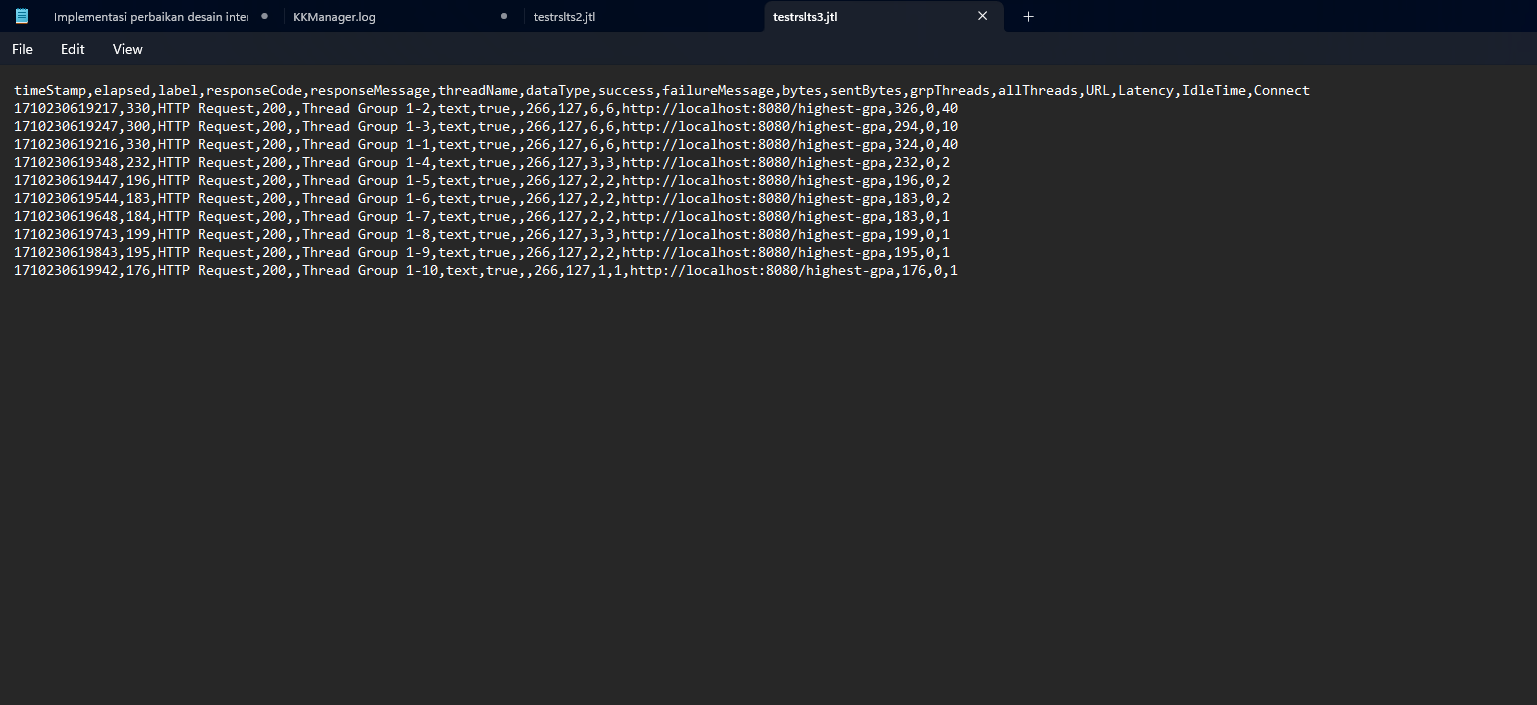 Implementasi perbaikan desain inter
KKManager.log
testrslts2.jtl
testrslts3.jtl
File Edit View
timeStamp,elapsed,label,responseCode,responseMessage,threadName,dataType,success,failureMessage,bytes,sentBytes,grpThreads,allThreads,URL,Latency,IdleTime,Connect
1710230619217,330,HTTP Request,200,,Thread Group 1-2,text,true,,266,127,6,6,http://localhost:8080/highest-gpa,326,0,40
1710230619247,300,HTTP Request,200,,Thread Group 1-3,text,true,,266,127,6,6,http://localhost:8080/highest-gpa,294,0,10
1710230619216,330,HTTP Request,200,,Thread Group 1-1,text,true,,266,127,6,6,http://localhost:8080/highest-gpa,324,0,40
1710230619348,232,HTTP Request,200,,Thread Group 1-4,text,true,,266,127,3,3,http://localhost:8080/highest-gpa,232,0,2
1710230619447,196,HTTP Request,200,,Thread Group 1-5,text,true,,266,127,2,2,http://localhost:8080/highest-gpa,196,0,2
1710230619544,183,HTTP Request,200,,Thread Group 1-6,text,true,,266,127,2,2,http://localhost:8080/highest-gpa,183,0,2
1710230619648,184,HTTP Request,200,,Thread Group 1-7,text,true,,266,127,2,2,http://localhost:8080/highest-gpa,183,0,1
1710230619743,199,HTTP Request,200,,Thread Group 1-8,text,true,,266,127,3,3,http://localhost:8080/highest-gpa,199,0,1
1710230619843,195,HTTP Request,200,,Thread Group 1-9,text,true,,266,127,2,2,http://localhost:8080/highest-gpa,195,0,1
1710230619942,176,HTTP Request,200,,Thread Group 1-10,text,true,,266,127,1,1,http://localhost:8080/highest-gpa,176,0,1